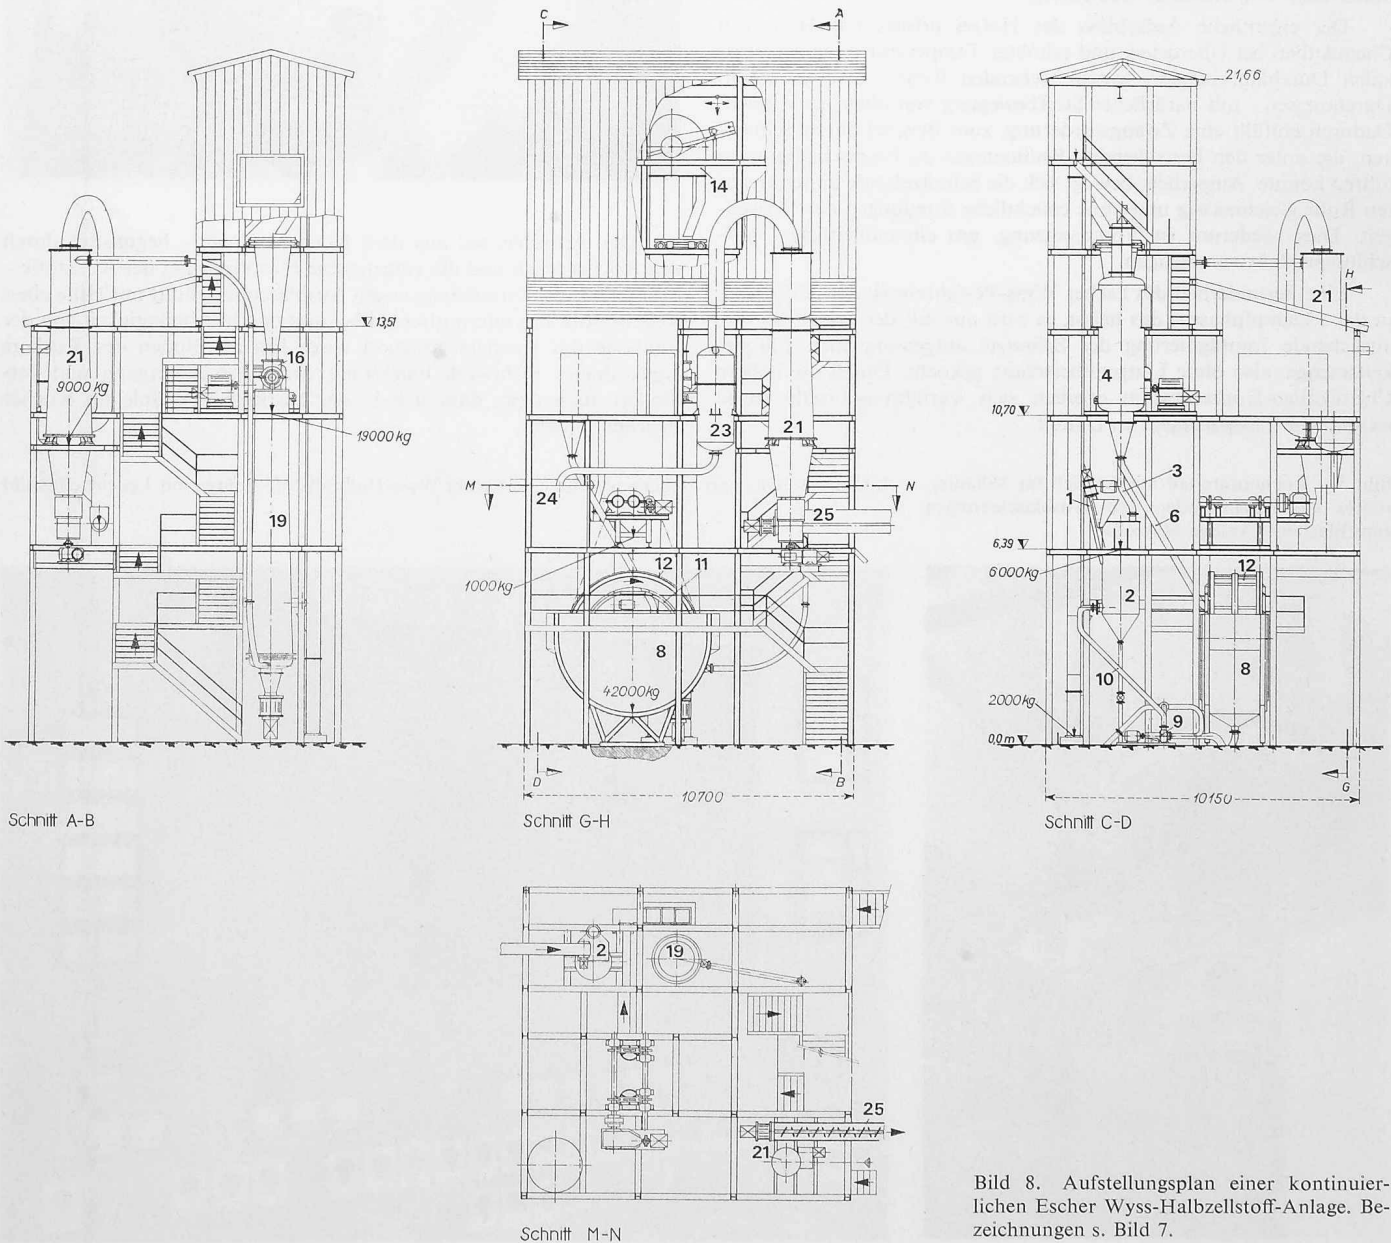 C
A
21,66
14
H
21
13,51
21
16
4
9000 kg
19000 kg
10,70
23
21
3
M
N
24
1
6
19
25
6,39
6000 kg
1000 kg
12
11
12
2
8
8
10
42000 kg
2000 kg
9
0,0 m
D
B
G
10700
10150
Schnitt A-B
Schnitt G-H
Schnitt C-D
2
19
25
21
Schnitt M-N
Bild 8. Aufstellungsplan einer kontinuier-
lichen Escher Wyss-Halbzellstoff-Anlage. Be-
zeichnungen s. Bild 7.